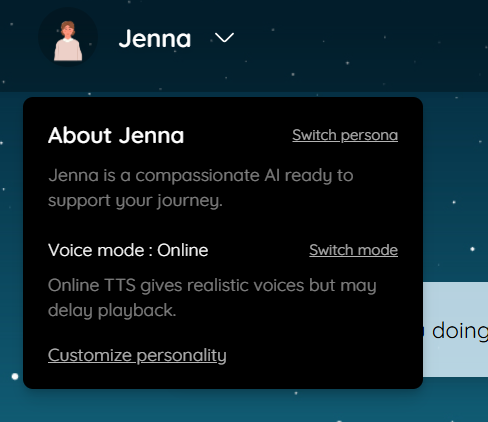 Jenna
About Jenna
Switch persona
Jenna is a compassionate AI ready to
support your journey.
Voice mode : Online
Switch mode
Online TTS gives realistic voices but may
delay playback.
Customize personality
doing